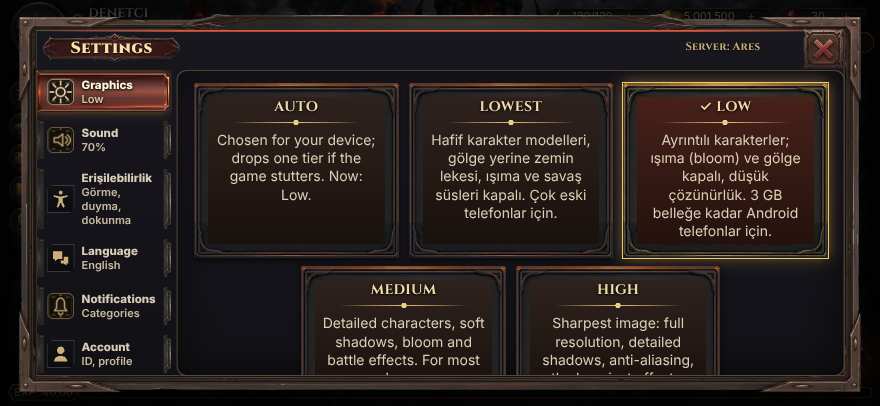 DENETCI
SETTINGS
SERVER: ARES
Graphics
Low
Sound
70%
Erişilebilirlik
Görme,
duyma,
dokunma
Language
English
Notifications
Categories
Account
ID, profile
AUTO
Chosen for your device;
drops one tier if the
game stutters. Now:
Low.
LOWEST
Hafif karakter modelleri,
gölge yerine zemin
lekesi, ışıma ve savaş
süsleri kapalı. Çok eski
telefonlar için.
✓ LOW
Ayrıntılı karakterler;
ışıma (bloom) ve gölge
kapalı, düşük
çözünürlük. 3 GB
belleğe kadar Android
telefonlar için.
MEDIUM
Detailed characters, soft
shadows, bloom and
battle effects. For most
HIGH
Sharpest image: full
resolution, detailed
shadows, anti-aliasing,